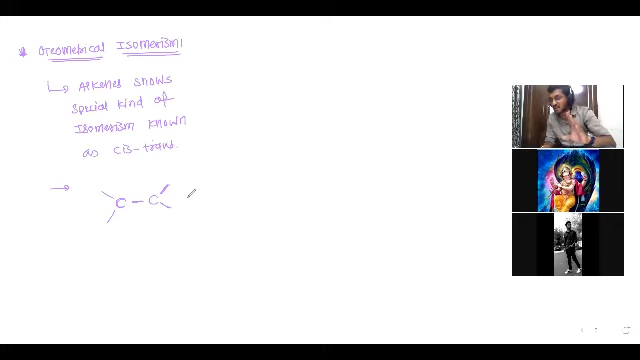 * Geometrical Isomerism
↳ Alkenes shows
special kind of
Isomerism known
as cis-trans.
→ C - C